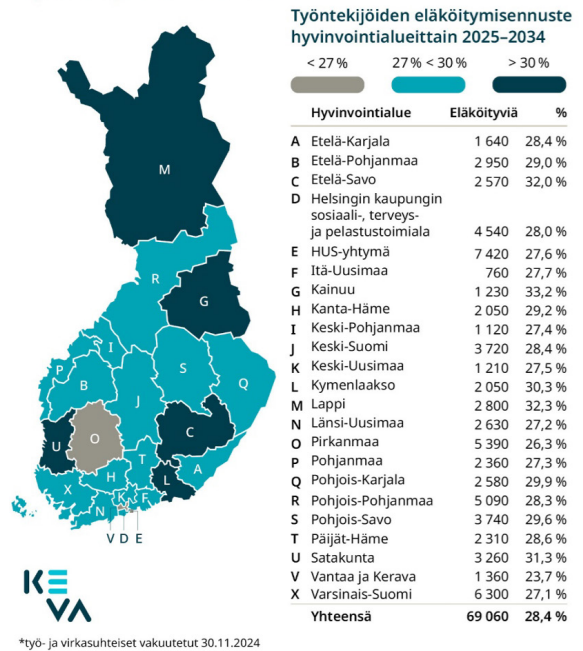 Työntekijöiden eläköitymisennuste
hyvinvointialueittain 2025–2034
< 27 % 27 % < 30 % > 30 %
Hyvinvointialue Eläköityviä %
A Etelä-Karjala 1 640 28,4 %
B Etelä-Pohjanmaa 2 950 29,0 %
C Etelä-Savo 2 570 32,0 %
D Helsingin kaupungin
sosiaali-, terveys-
ja pelastustoimiala 4 540 28,0 %
E HUS-yhtymä 7 420 27,6 %
F Itä-Uusimaa 760 27,7 %
G Kainuu 1 230 33,2 %
H Kanta-Häme 2 050 29,2 %
I Keski-Pohjanmaa 1 120 27,4 %
J Keski-Suomi 3 720 28,4 %
K Keski-Uusimaa 1 210 27,5 %
L Kymenlaakso 2 050 30,3 %
M Lappi 2 800 32,3 %
N Länsi-Uusimaa 2 630 27,2 %
O Pirkanmaa 5 390 26,3 %
P Pohjanmaa 2 360 27,3 %
Q Pohjois-Karjala 2 580 29,9 %
R Pohjois-Pohjanmaa 5 090 28,3 %
S Pohjois-Savo 3 740 29,6 %
T Päijät-Häme 2 310 28,6 %
U Satakunta 3 260 31,3 %
V Vantaa ja Kerava 1 360 23,7 %
X Varsinais-Suomi 6 300 27,1 %
Yhteensä 69 060 28,4 %
M
R
G
I
P
S
B
Q
J
C
O
U
T
A
H
L
X
K F
N
V D E
KE
VA
*työ- ja virkasuhteiset vakuutetut 30.11.2024